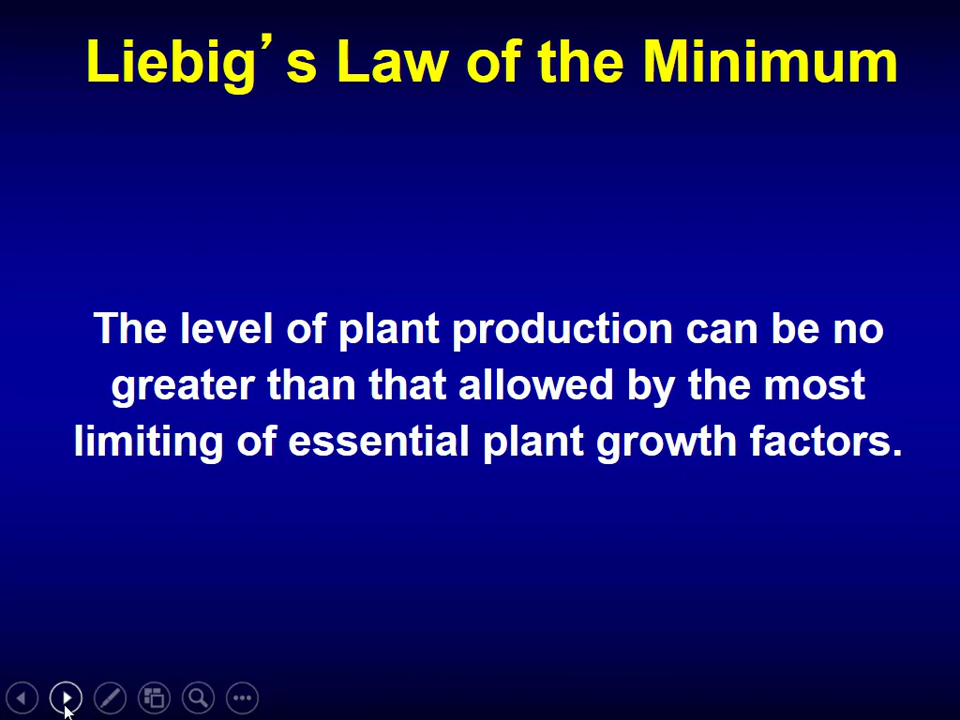 Liebig’s Law of the Minimum
The level of plant production can be no
greater than that allowed by the most
limiting of essential plant growth factors.